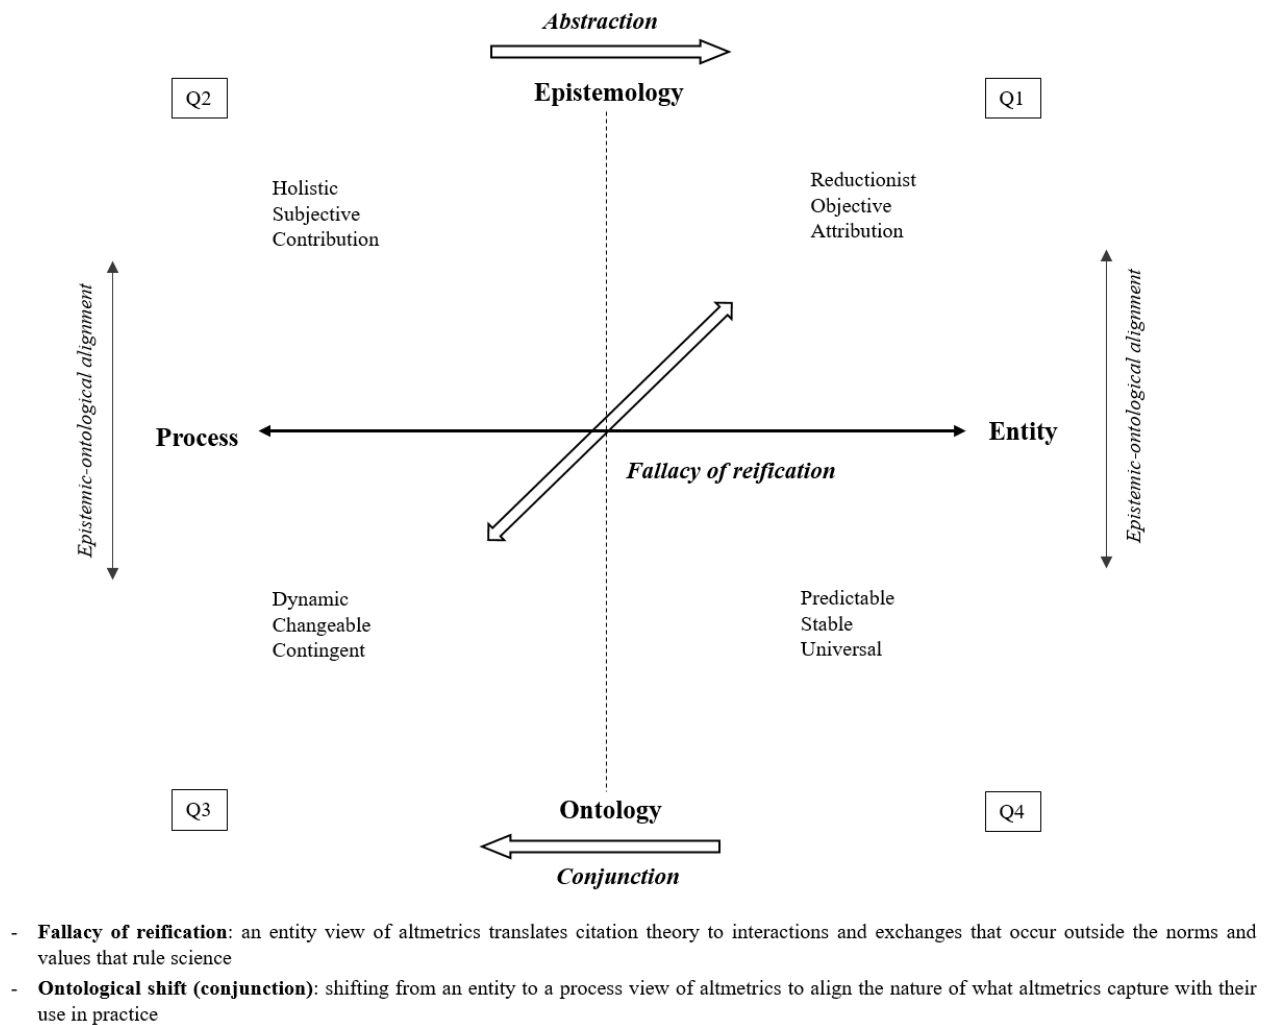 Abstraction
Epistemology
Q2
Q1
Holistic
Subjective
Contribution
Reductionist
Objective
Attribution
Epistemic-ontological alignment
Epistemic-ontological alignment
Process
Entity
Fallacy of reification
Dynamic
Changeable
Contingent
Predictable
Stable
Universal
Q3
Q4
Ontology
Conjunction
- Fallacy of reification: an entity view of altmetrics translates citation theory to interactions and exchanges that occur outside the norms and
values that rule science
- Ontological shift (conjunction): shifting from an entity to a process view of altmetrics to align the nature of what altmetrics capture with their
use in practice